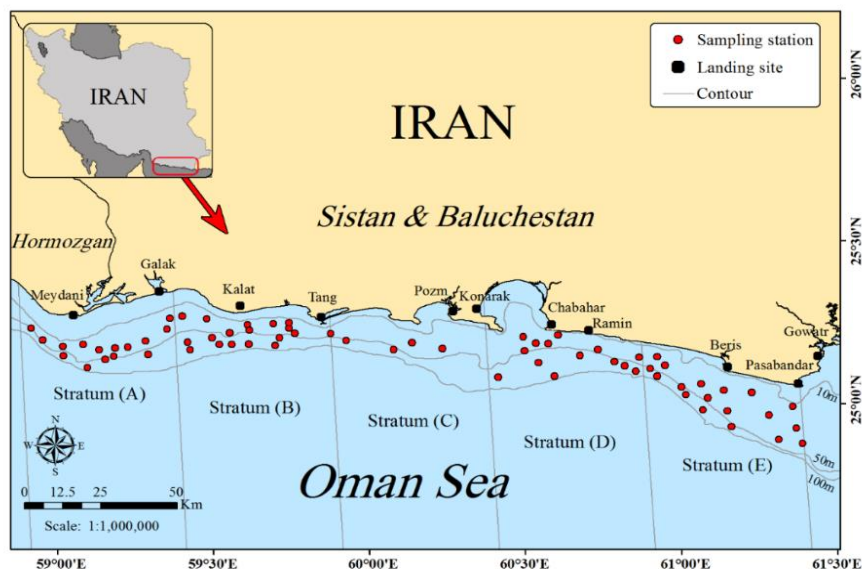 IRAN
Sampling station
Landing site
Contour
IRAN
Sistan & Baluchestan
Hormozgan
Galak
Meydani
Kalat
Tang
Pozm
Konarak
Chabahar
Ramin
Beris
Gowatr
Pasabandar
10m
50m
100m
Stratum (A)
Stratum (B)
Stratum (C)
Stratum (D)
Stratum (E)
N
W
E
S
Oman Sea
0 12.5 25 50
Km
Scale: 1:1,000,000
26°00'N
25°30'N
25°00'N
59°00'E 59°30'E 60°00'E 60°30'E 61°00'E 61°30'E